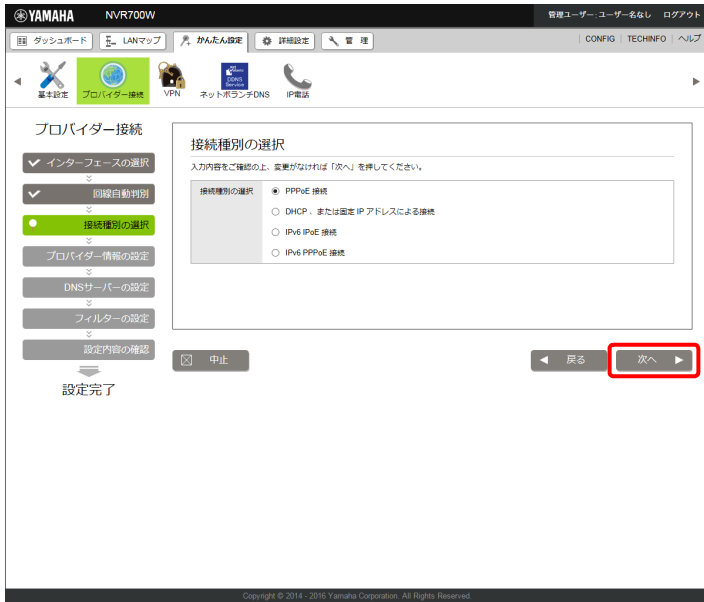 YAMAHA NVR700W 管理ユーザー:ユーザー名なし ログアウト
ダッシュボード LANマップ かんたん設定 詳細設定 管 理 CONFIG | TECHINFO | ヘルプ
基本設定 プロバイダー接続 VPN ネットボランチDNS IP電話
DDNS
Service
プロバイダー接続
インターフェースの選択
回線自動判別
接続種別の選択
プロバイダー情報の設定
DNSサーバーの設定
フィルターの設定
設定内容の確認
設定完了
接続種別の選択
入力内容をご確認の上、変更がなければ「次へ」を押してください。
接続種別の選択 PPPoE 接続
DHCP 、または固定 IP アドレスによる接続
IPv6 IPoE 接続
IPv6 PPPoE 接続
中止 戻る 次へ
Copyright © 2014 - 2016 Yamaha Corporation. All Rights Reserved.